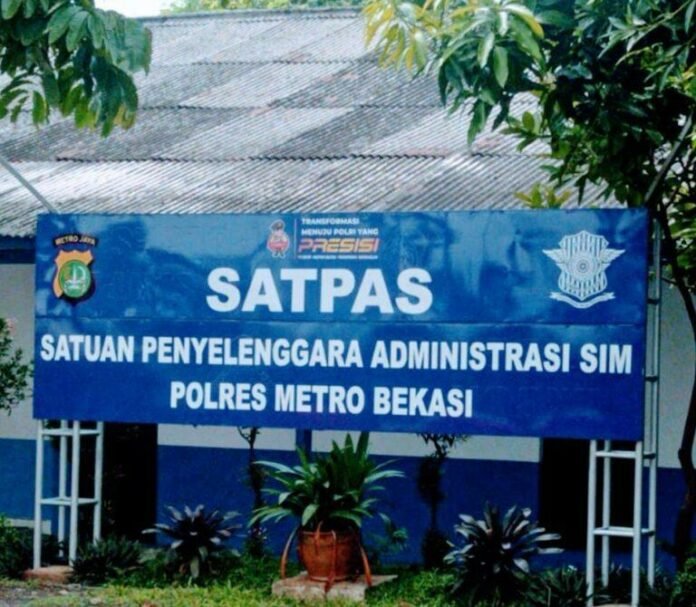 METRO JAYA
TRANSFORMASI
MENUJU POLRI YANG
PRESISI
SATPAS
SATUAN PENYELENGGARA ADMINISTRASI SIM
POLRES METRO BEKASI